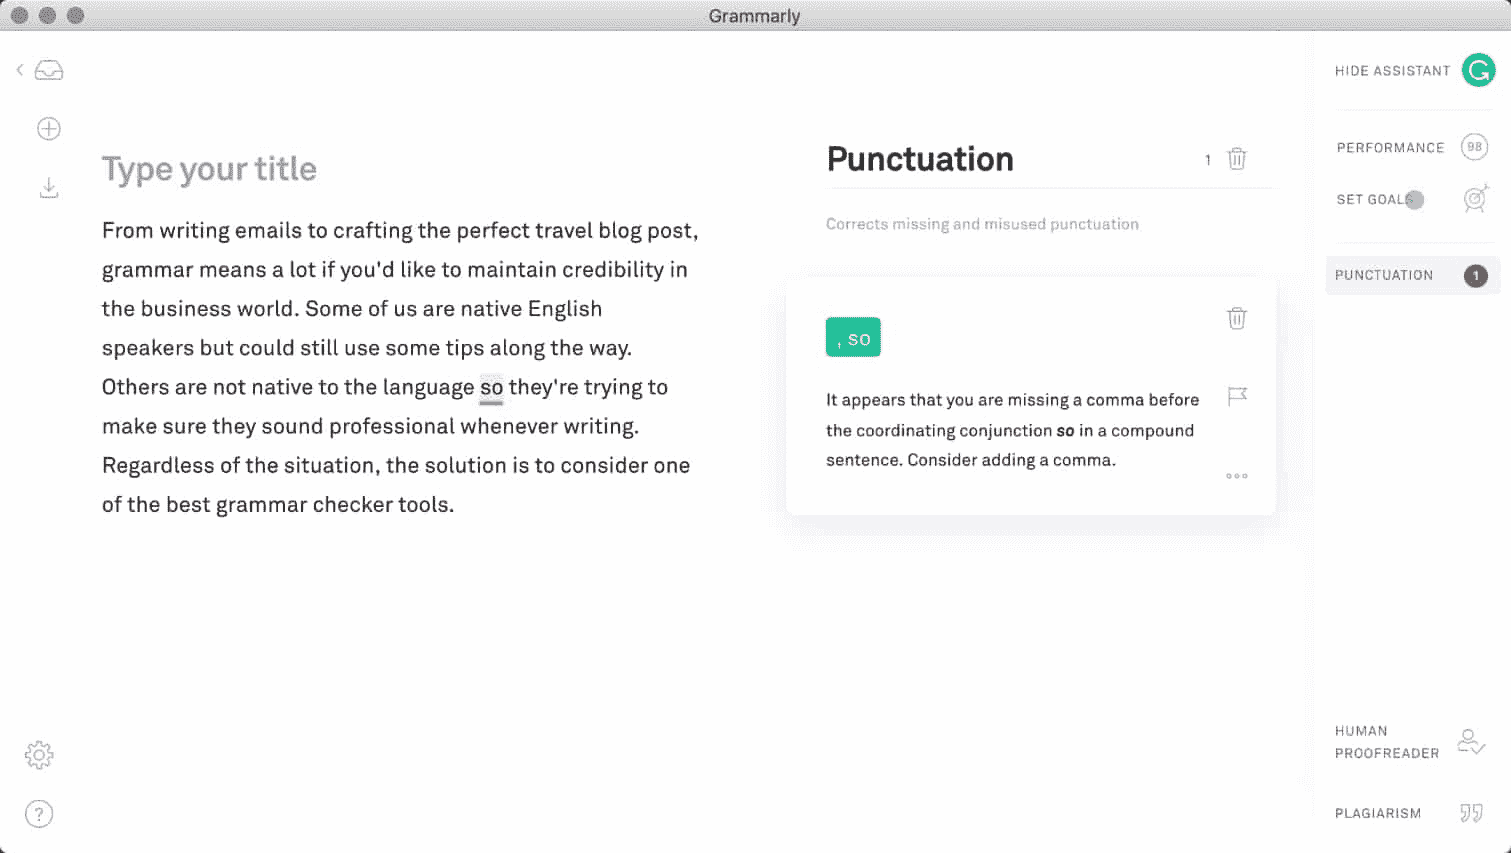 Grammarly
HIDE ASSISTANT
Type your title
Punctuation
1
PERFORMANCE
98
SET GOALS
From writing emails to crafting the perfect travel blog post,
grammar means a lot if you'd like to maintain credibility in
the business world. Some of us are native English
speakers but could still use some tips along the way.
Others are not native to the language so they're trying to
make sure they sound professional whenever writing.
Regardless of the situation, the solution is to consider one
of the best grammar checker tools.
Corrects missing and misused punctuation
, so
It appears that you are missing a comma before
the coordinating conjunction so in a compound
sentence. Consider adding a comma.
PUNCTUATION
1
HUMAN
PROOFREADER
PLAGIARISM
?